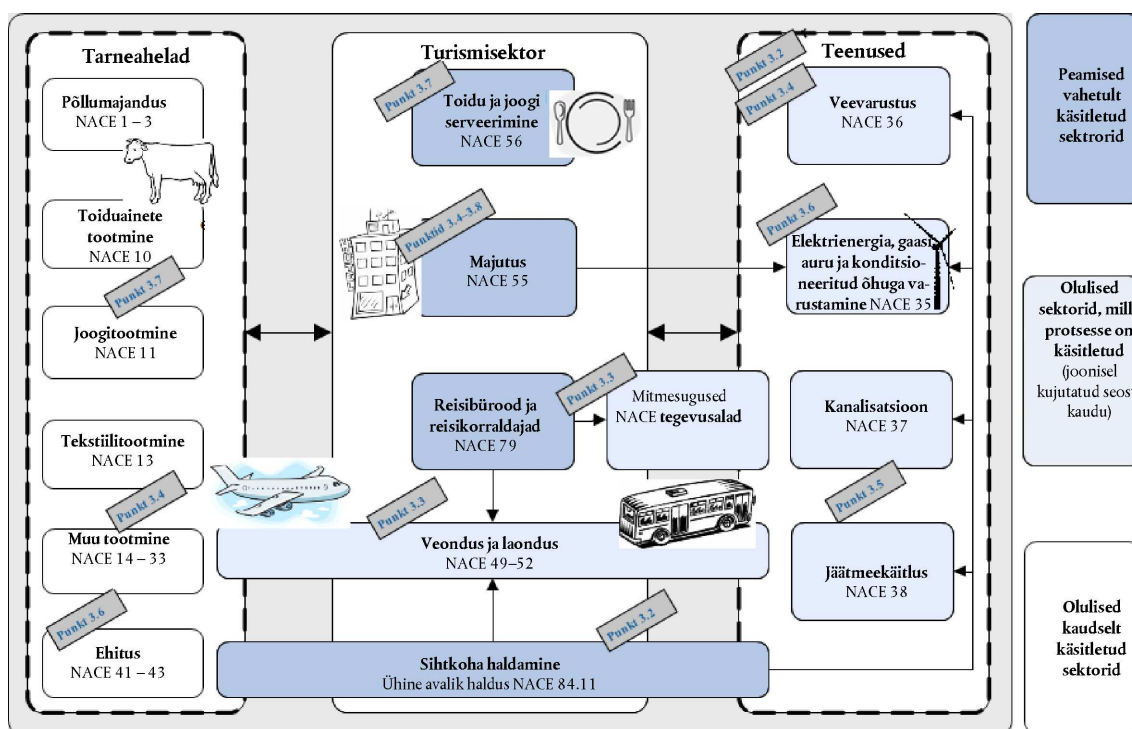 Tarneahelad
Põllumajandus
NACE 1 – 3
Toiduainete
tootmine
NACE 10
Punkt 3.7
Joogitootmine
NACE 11
Tekstiilitootmine
NACE 13
Punkt 3.4
Muu tootmine
NACE 14 – 33
Punkt 3.6
Ehitus
NACE 41 – 43
Turismisektor
Punkt 3.7
Toidu ja joogi
serveerimine
NACE 56
Punktid 3.4–3.8
Majutus
NACE 55
Reisibürood ja
reisikorraldajad
NACE 79
Punkt 3.3
Mitmesugused
NACE tegevusalad
Punkt 3.3
Veondus ja laondus
NACE 49–52
Punkt 3.2
Sihtkoha haldamine
Ühine avalik haldus NACE 84.11
Teenused
Punkt 3.2
Punkt 3.4
Veevarustus
NACE 36
Punkt 3.6
Elektrienergia, gaasi,
auru ja konditsio-
neeritud õhuga va-
rustamine NACE 35
Kanalisatsioon
NACE 37
Punkt 3.5
Jäätmekäitlus
NACE 38
Peamised
vahetult
käsitletud
sektrorid
Olulised
sektorid, mill
protsesse on
käsitletud
(joonisel
kujutatud seos
kaudu)
Olulised
kaudselt
käsitletud
sektorid